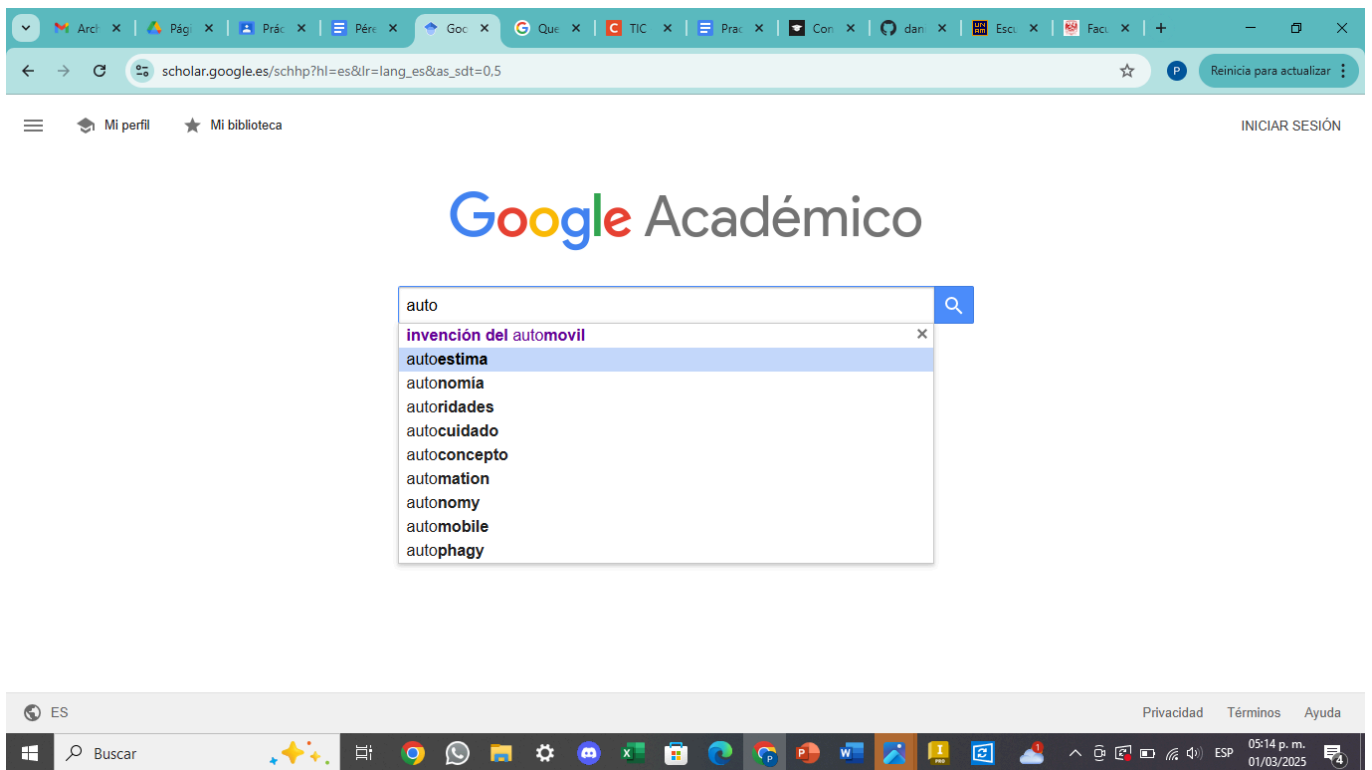 Arch
Pági
Prác
Pére
Goo
Que
TIC
Prac
Con
dan
Escu
Facu
scholar.google.es/schhp?hl=es&lr=lang_es&as_sdt=0,5
P
Reinicia para actualizar
Mi perfil
Mi biblioteca
INICIAR SESIÓN
Google Académico
auto
invención del automovil
autoestima
autonomía
autoridades
autocuidado
autoconcepto
automation
autonomy
automobile
autophagy
ES
Privacidad
Términos
Ayuda
Buscar
ESP
05:14 p. m.
01/03/2025
4